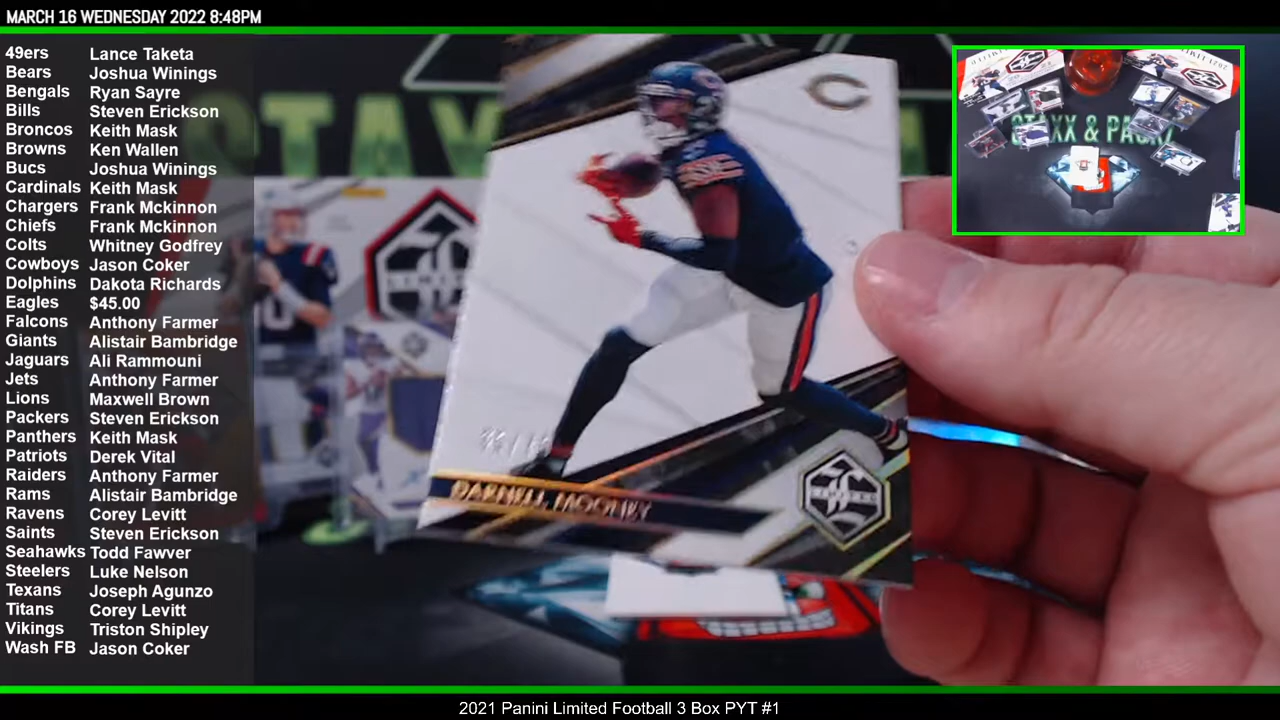 MARCH 16 WEDNESDAY 2022 8:48PM
49ers Lance Taketa
Bears Joshua Winings
Bengals Ryan Sayre
Bills Steven Erickson
Broncos Keith Mask
Browns Ken Wallen
Bucs Joshua Winings
Cardinals Keith Mask
Chargers Frank Mckinnon
Chiefs Frank Mckinnon
Colts Whitney Godfrey
Cowboys Jason Coker
Dolphins Dakota Richards
Eagles $45.00
Falcons Anthony Farmer
Giants Alistair Bambridge
Jaguars Ali Rammouni
Jets Anthony Farmer
Lions Maxwell Brown
Packers Steven Erickson
Panthers Keith Mask
Patriots Derek Vital
Raiders Anthony Farmer
Rams Alistair Bambridge
Ravens Corey Levitt
Saints Steven Erickson
Seahawks Todd Fawver
Steelers Luke Nelson
Texans Joseph Agunzo
Titans Corey Levitt
Vikings Triston Shipley
Wash FB Jason Coker
STAXX & PACKZ
C
DARNELL MOONEY
LIMITED
2021 Panini Limited Football 3 Box PYT #1